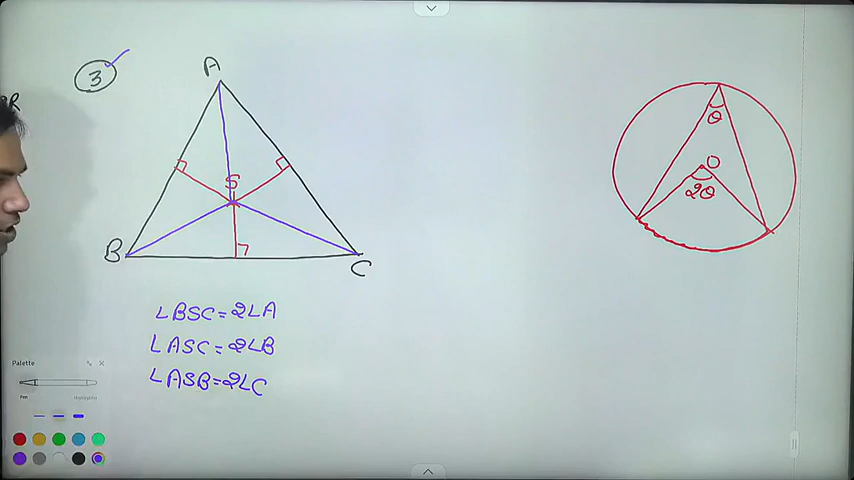 3
A
R
S
B
C
∠BSC=2∠A
∠ASC=2∠B
∠ASB=2∠C
θ
O
2θ
Palette
Pen
Highlighter